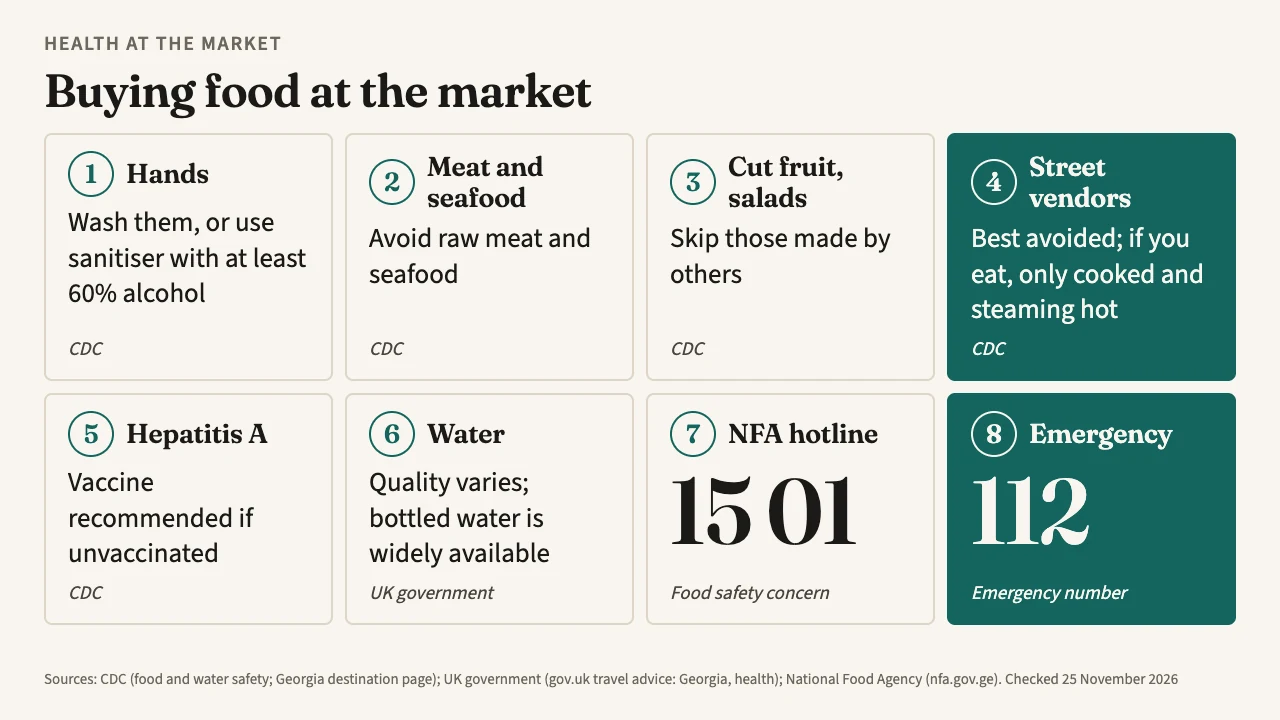 HEALTH AT THE MARKET
Buying food at the market
1 Hands
Wash them, or use
sanitiser with at least
60% alcohol
CDC
2 Meat and
seafood
Avoid raw meat and
seafood
CDC
3 Cut fruit,
salads
Skip those made by
others
CDC
4 Street
vendors
Best avoided; if you
eat, only cooked and
steaming hot
CDC
5 Hepatitis A
Vaccine
recommended if
unvaccinated
CDC
6 Water
Quality varies;
bottled water is
widely available
UK government
7 NFA hotline
15 01
Food safety concern
8 Emergency
112
Emergency number
Sources: CDC (food and water safety; Georgia destination page); UK government (gov.uk travel advice: Georgia, health); National Food Agency (nfa.gov.ge). Checked 25 November 2026